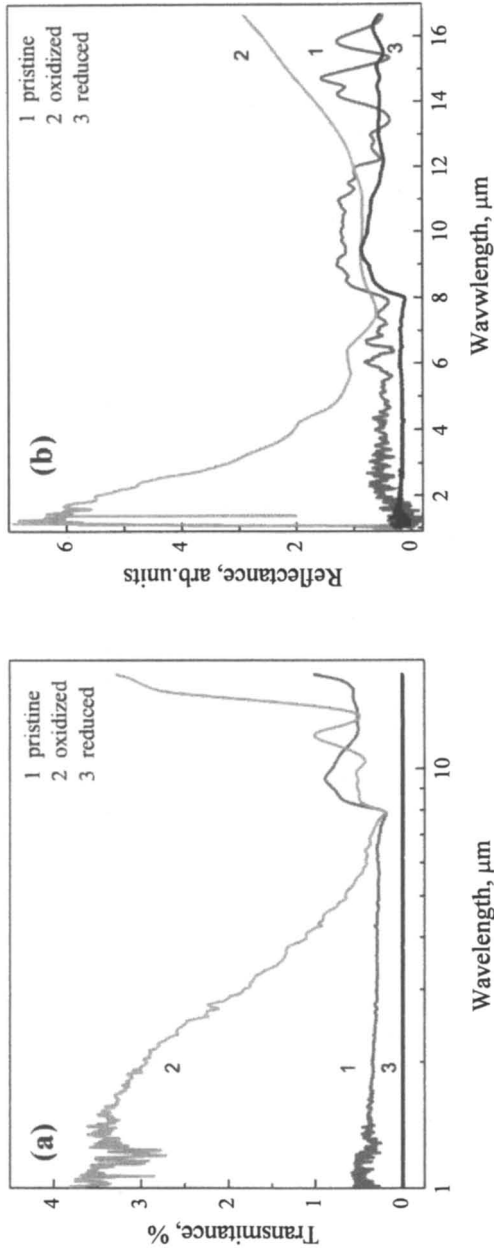 (a)
1 pristine
2 oxidized
3 reduced
Transmitance, %
4
3
2
1
0
2
1
3
1
10
Wavelength, µm
(b)
1 pristine
2 oxidized
3 reduced
Reflectance, arb.units
6
4
2
0
2
1
3
2
4
6
8
10
12
14
16
Wavwlength, µm